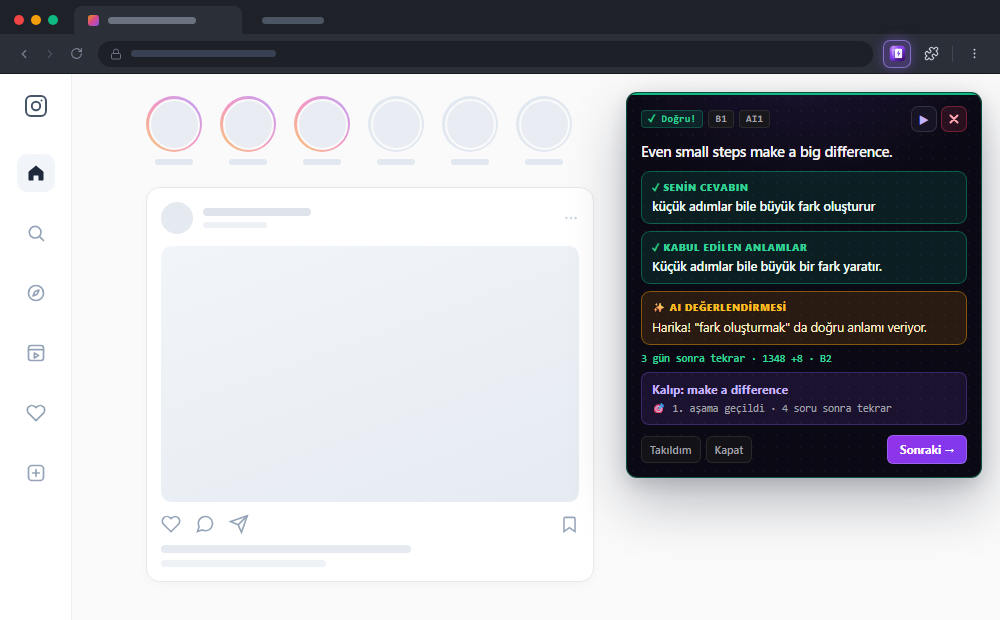 ✓ Doğru! B1 AI1
Even small steps make a big difference.
✓ SENİN CEVABIN
küçük adımlar bile büyük fark oluşturur
✓ KABUL EDİLEN ANLAMLAR
Küçük adımlar bile büyük bir fark yaratır.
✨ AI DEĞERLENDİRMESİ
Harika! "fark oluşturmak" da doğru anlamı veriyor.
3 gün sonra tekrar · 1348 +8 · B2
Kalıp: make a difference
🎯 1. aşama geçildi · 4 soru sonra tekrar
Takıldım Kapat Sonraki →